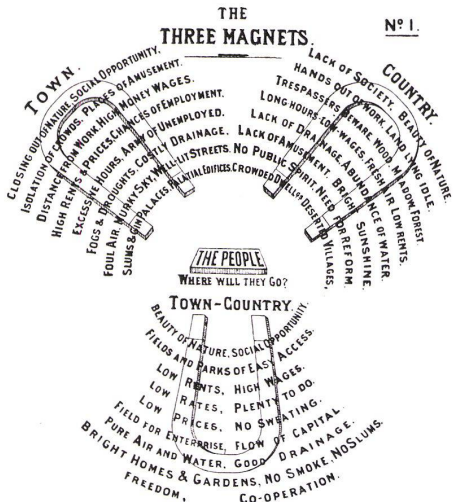 THE
THREE MAGNETS.
Nº 1.
TOWN.
CLOSING OUT OF NATURE. SOCIAL OPPORTUNITY.
ISOLATION OF CROWDS. PLACES OF AMUSEMENT.
DISTANCE FROM WORK. HIGH MONEY WAGES.
HIGH RENTS & PRICES. CHANCES OF EMPLOYMENT.
EXCESSIVE HOURS. ARMY OF UNEMPLOYED.
FOGS & DROUGHTS. COSTLY DRAINAGE.
FOUL AIR. MURKY SKY. WELL-LIT STREETS.
SLUMS & GIN PALACES. PALATIAL EDIFICES.
COUNTRY.
LACK OF SOCIETY. BEAUTY OF NATURE.
HANDS OUT OF WORK. LAND LYING IDLE.
TRESPASSERS BEWARE. WOOD, MEADOW, FOREST.
LONG HOURS-LOW WAGES. FRESH AIR. LOW RENTS.
LACK OF DRAINAGE. ABUNDANCE OF WATER.
LACK OF AMUSEMENT. BRIGHT SUNSHINE.
NO PUBLIC SPIRIT. NEED FOR REFORM.
CROWDED DWELLINGS. DESERTED VILLAGES,
THE PEOPLE
WHERE WILL THEY GO?
TOWN-COUNTRY.
BEAUTY OF NATURE, SOCIAL OPPORTUNITY.
FIELDS AND PARKS OF EASY ACCESS.
LOW RENTS, HIGH WAGES.
LOW RATES, PLENTY TO DO.
LOW PRICES, NO SWEATING.
FIELD FOR ENTERPRISE, FLOW OF CAPITAL.
PURE AIR AND WATER, GOOD DRAINAGE.
BRIGHT HOMES & GARDENS, NO SMOKE, NO SLUMS.
FREEDOM, CO-OPERATION.